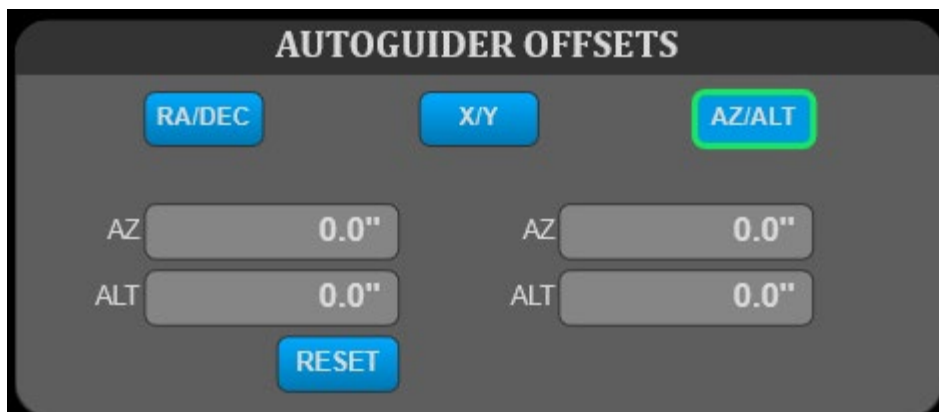 AUTOGUIDER OFFSETS
RA/DEC X/Y AZ/ALT
AZ 0.0" AZ 0.0"
ALT 0.0" ALT 0.0"
RESET